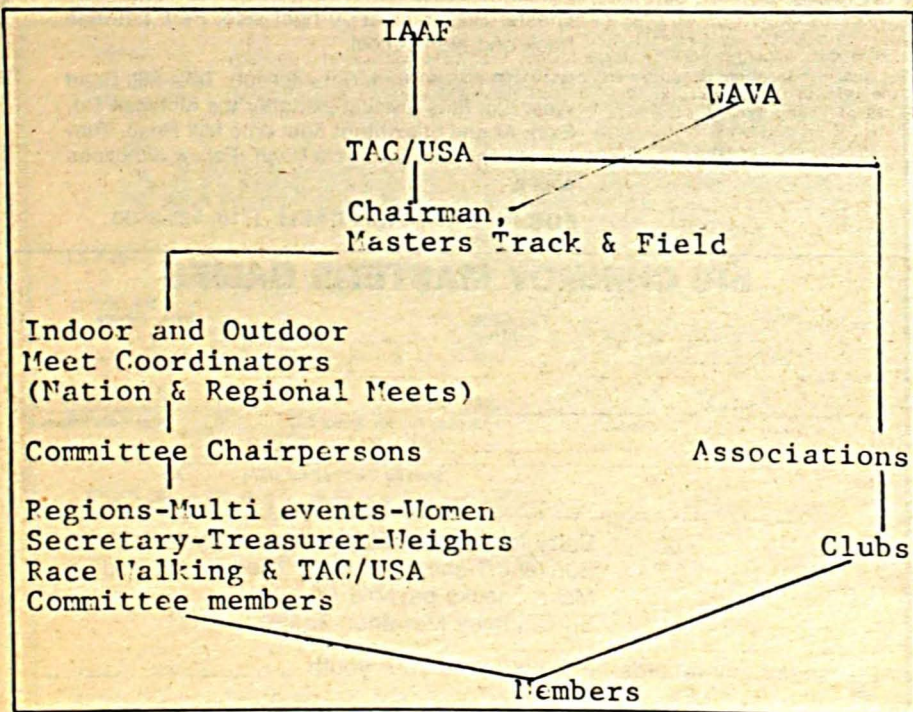 IAAF
WAVA
TAC/USA
Chairman,
Masters Track & Field
Indoor and Outdoor
Meet Coordinators
(Nation & Regional Meets)
Committee Chairpersons
Associations
Regions-Multi events-Women
Secretary-Treasurer-Weights
Clubs
Race Walking & TAC/USA
Committee members
Members